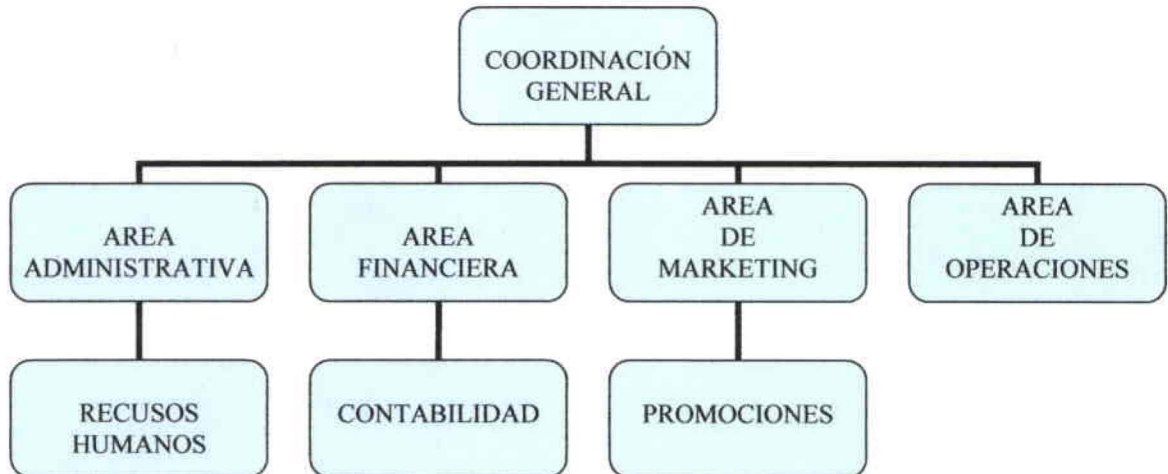 COORDINACIÓN
GENERAL
AREA
ADMINISTRATIVA
AREA
FINANCIERA
AREA
DE
MARKETING
AREA
DE
OPERACIONES
RECUSOS
HUMANOS
CONTABILIDAD
PROMOCIONES